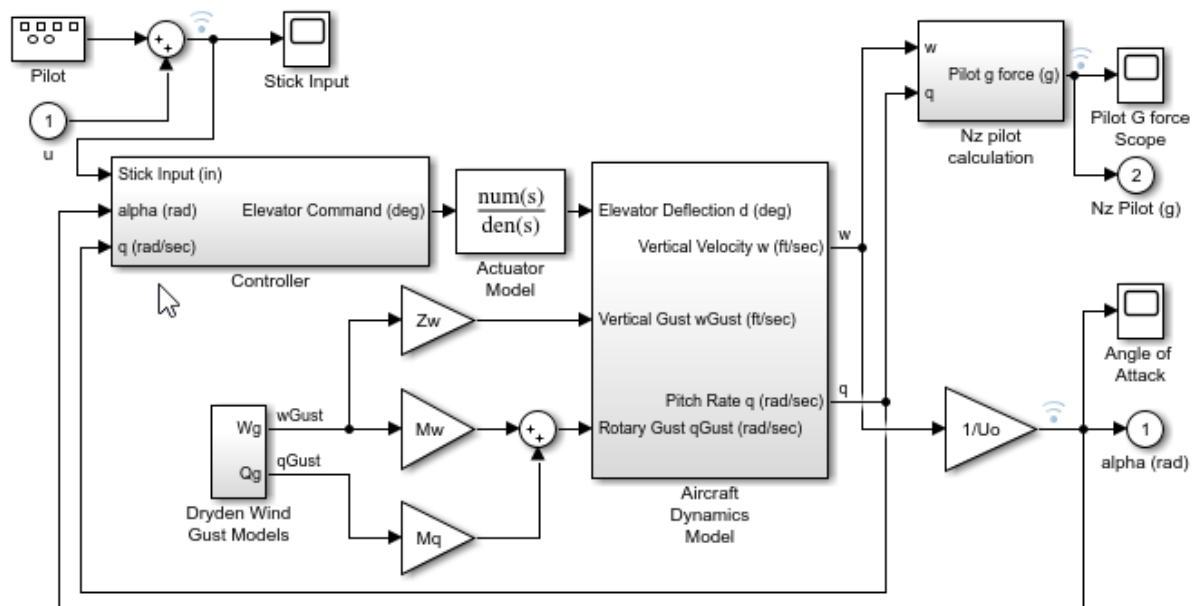 Pilot
Stick Input
1
u
Stick Input (in)
alpha (rad)
q (rad/sec)
Elevator Command (deg)
Controller
num(s)
den(s)
Actuator
Model
Elevator Deflection d (deg)
Vertical Velocity w (ft/sec)
Vertical Gust wGust (ft/sec)
Pitch Rate q (rad/sec)
Rotary Gust qGust (rad/sec)
Aircraft
Dynamics
Model
w
q
w
q
Pilot g force (g)
Nz pilot
calculation
Pilot G force
Scope
2
Nz Pilot (g)
Angle of
Attack
1/Uo
1
alpha (rad)
Zw
Mw
Mq
Wg
Qg
wGust
qGust
Dryden Wind
Gust Models